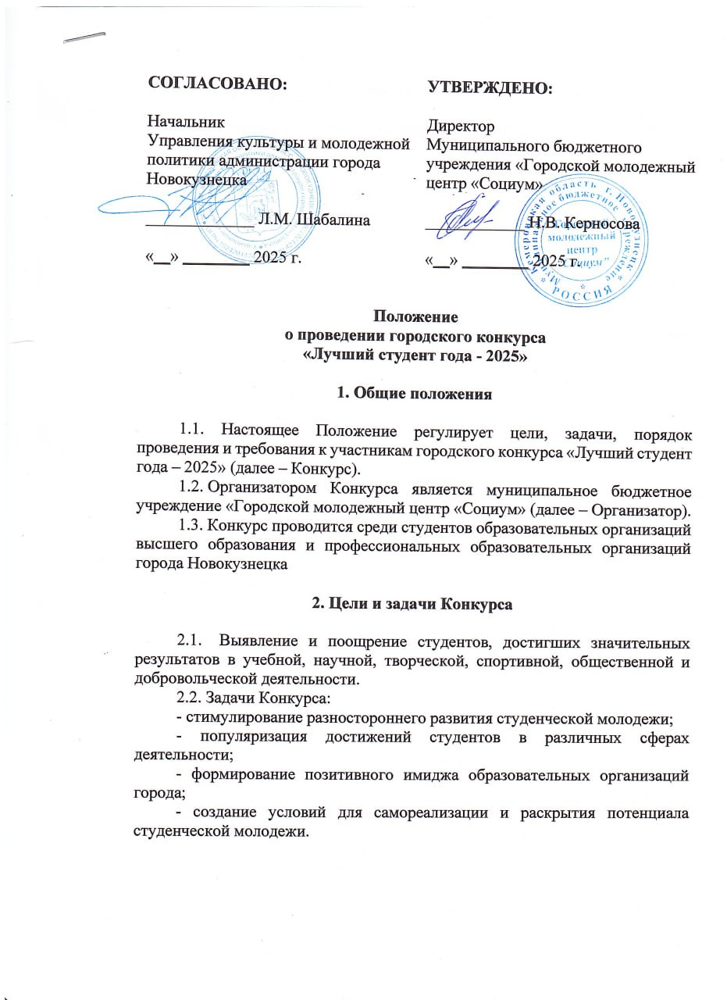 СОГЛАСОВАНО:
Начальник
Управления культуры и молодежной
политики администрации города
Новокузнецка
____________ Л.М. Шабалина
«__» ________ 2025 г.
УТВЕРЖДЕНО:
Директор
Муниципального бюджетного
учреждения «Городской молодежный
центр «Социум»
____________ Н.В. Керносова
«__» ________ 2025 г.
Кемеровская область г. Новокузнецк
Муниципальное бюджетное учреждение
Городской
молодежный
центр
"Социум"
* РОССИЯ *
Положение
о проведении городского конкурса
«Лучший студент года - 2025»
1. Общие положения
1.1. Настоящее Положение регулирует цели, задачи, порядок
проведения и требования к участникам городского конкурса «Лучший студент
года – 2025» (далее – Конкурс).
1.2. Организатором Конкурса является муниципальное бюджетное
учреждение «Городской молодежный центр «Социум» (далее – Организатор).
1.3. Конкурс проводится среди студентов образовательных организаций
высшего образования и профессиональных образовательных организаций
города Новокузнецка
2. Цели и задачи Конкурса
2.1. Выявление и поощрение студентов, достигших значительных
результатов в учебной, научной, творческой, спортивной, общественной и
добровольческой деятельности.
2.2. Задачи Конкурса:
- стимулирование разностороннего развития студенческой молодежи;
- популяризация достижений студентов в различных сферах
деятельности;
- формирование позитивного имиджа образовательных организаций
города;
- создание условий для самореализации и раскрытия потенциала
студенческой молодежи.